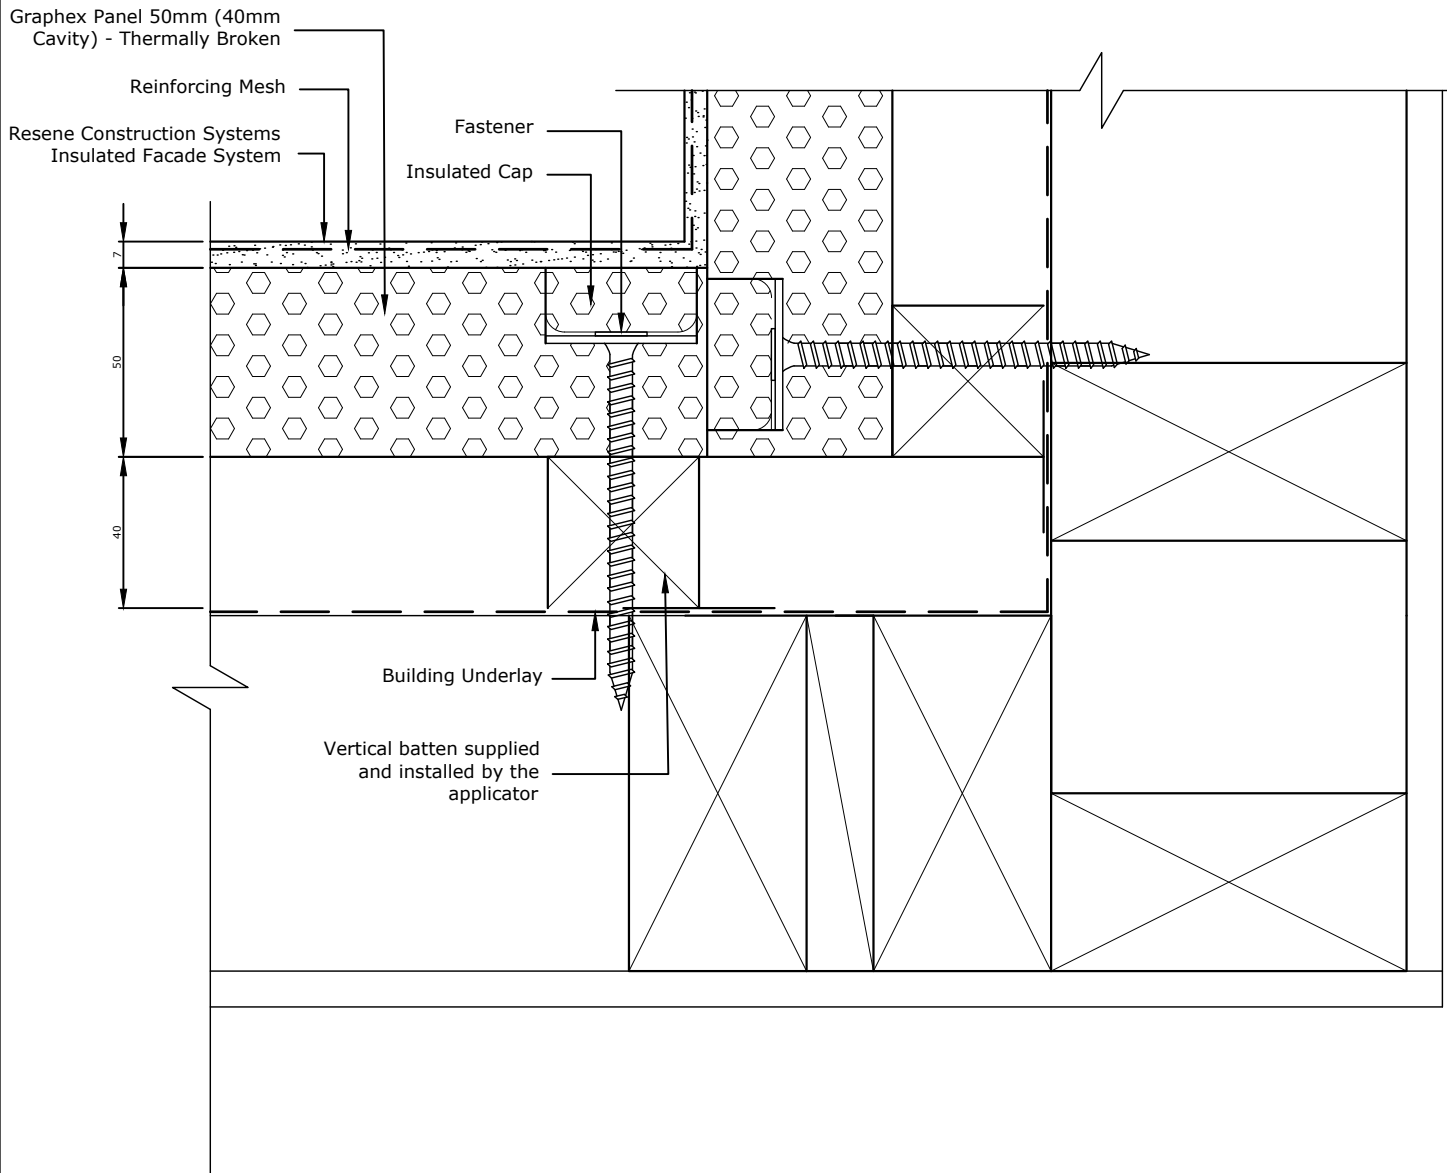 Graphex Panel 50mm (40mm
Cavity) - Thermally Broken
Reinforcing Mesh
Resene Construction Systems
Insulated Facade System
Fastener
Insulated Cap
7
50
40
Building Underlay
Vertical batten supplied
and installed by the
applicator